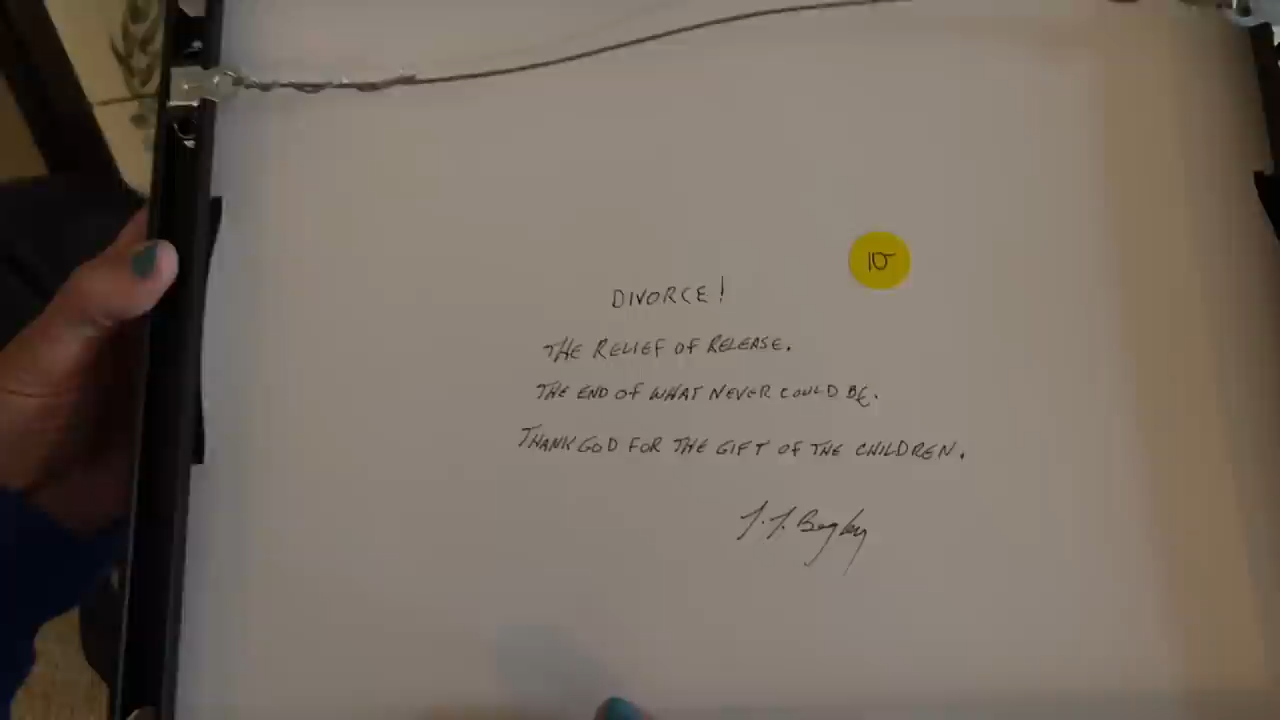 10
DIVORCE!
THE RELIEF OF RELEASE.
THE END OF WHAT NEVER COULD BE.
THANK GOD FOR THE GIFT OF THE CHILDREN.
J. J. Bagley